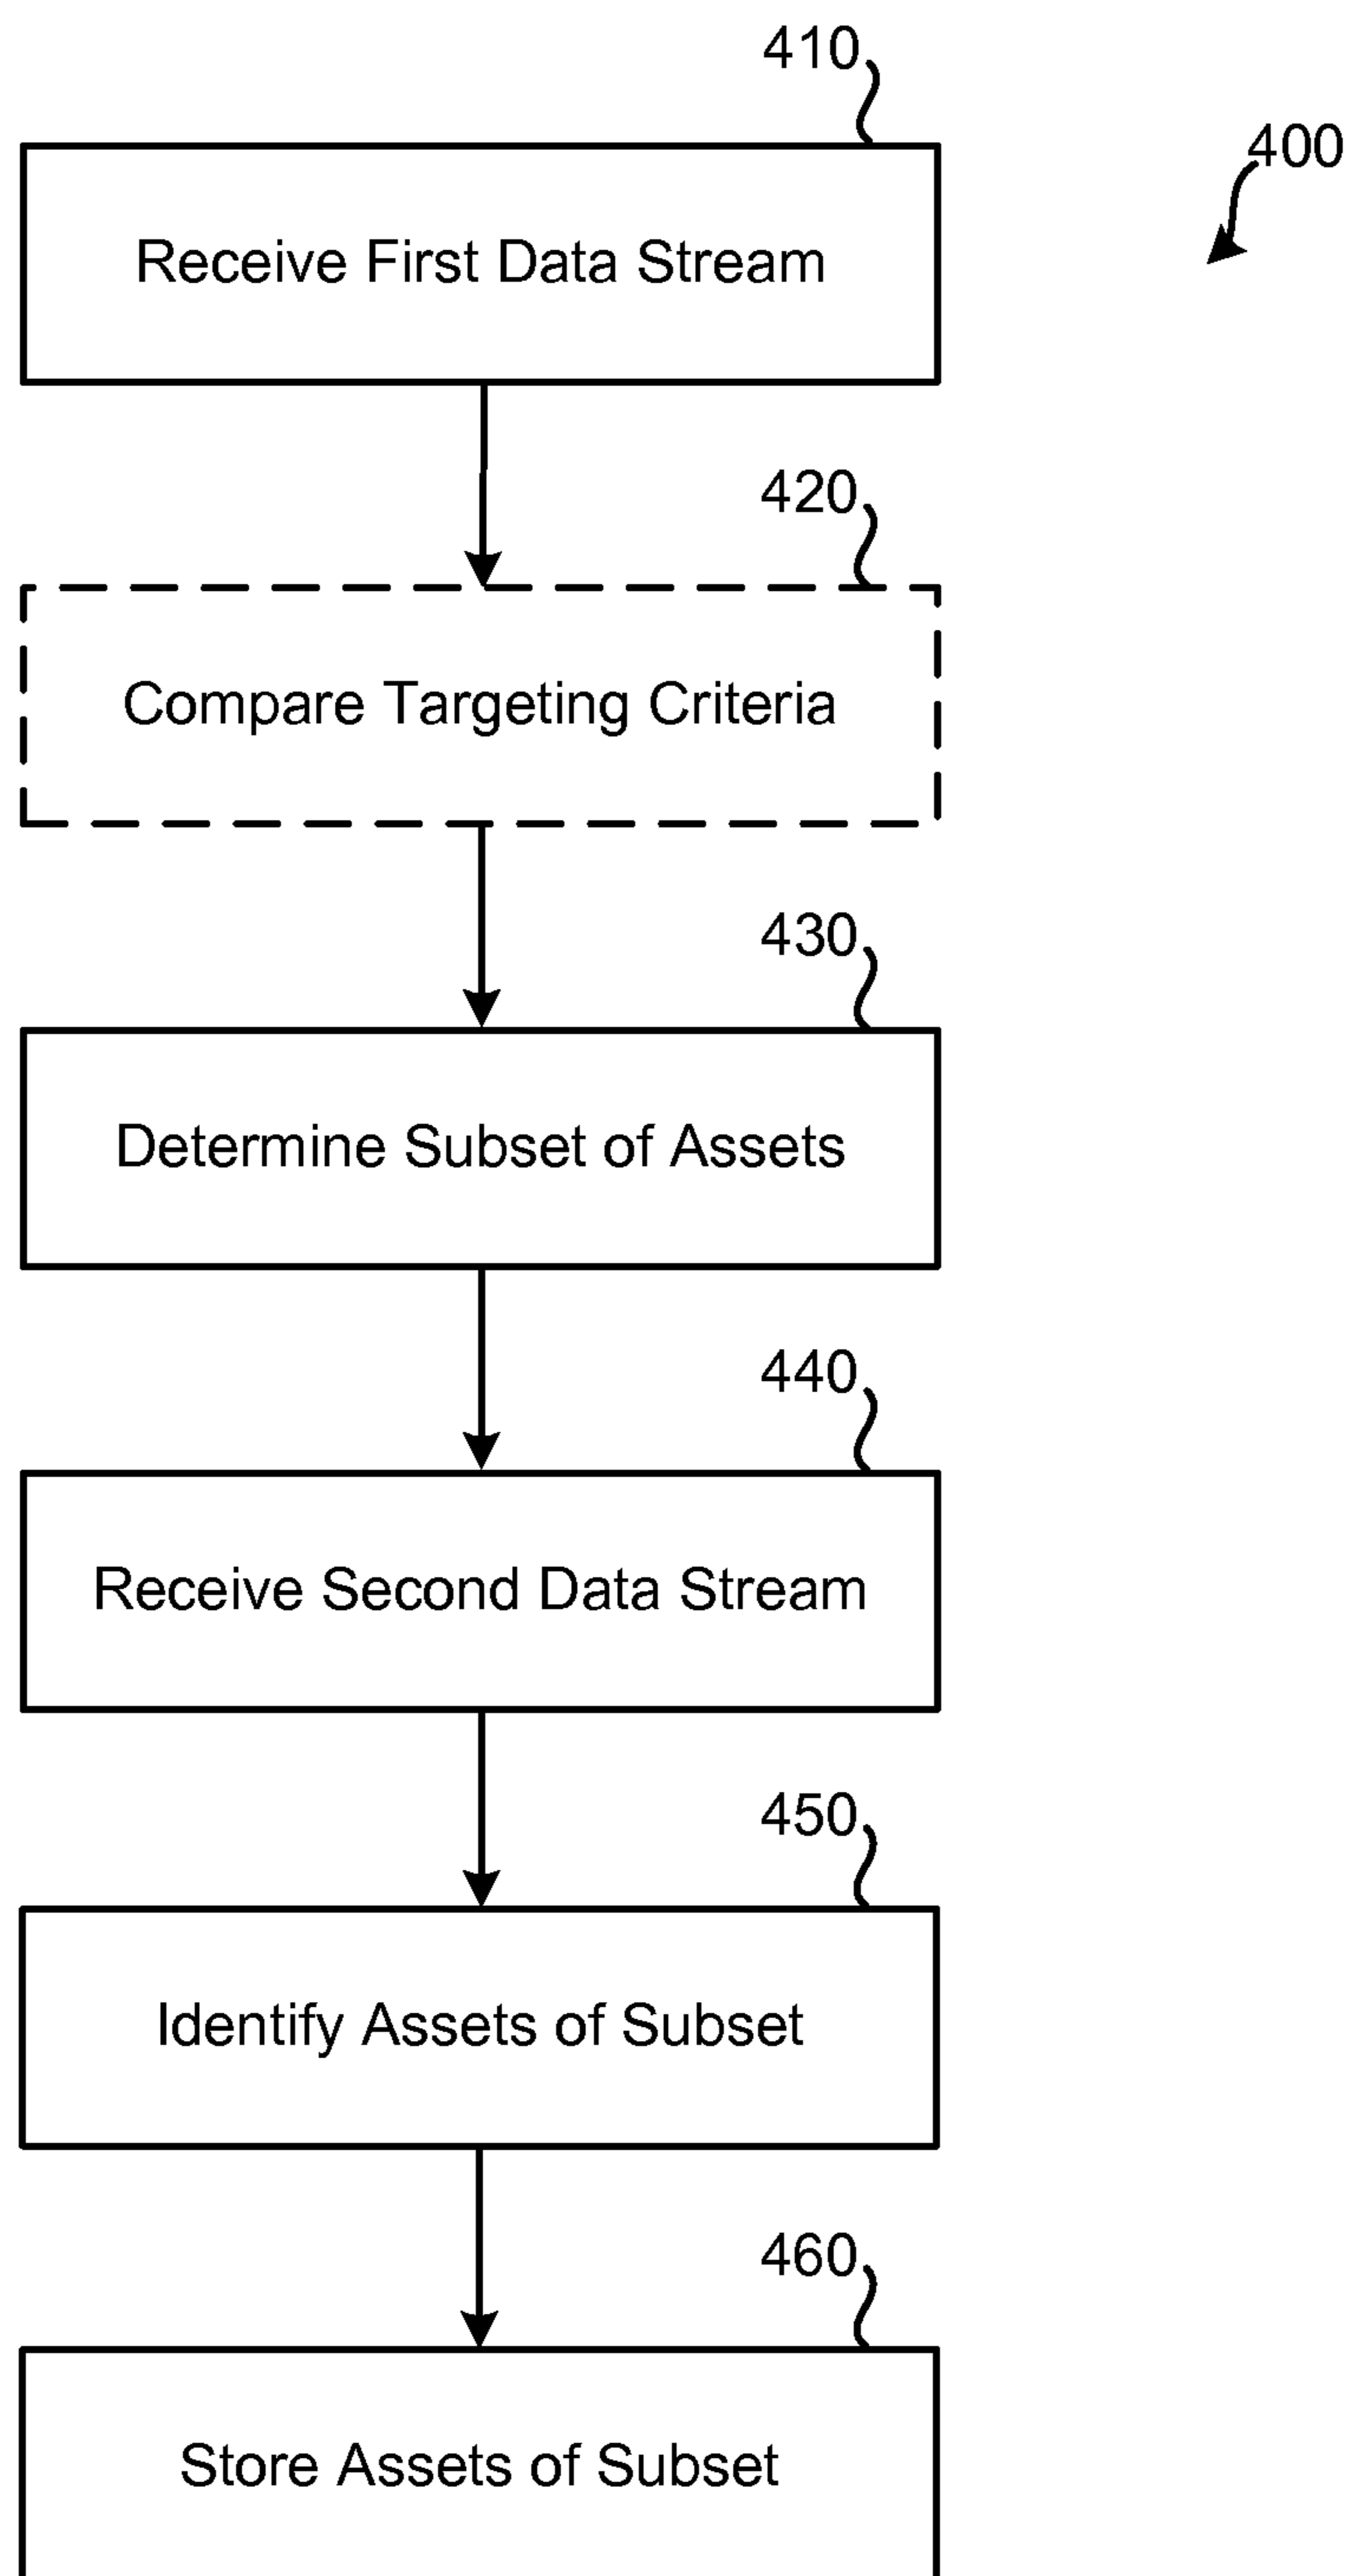 410
400
Receive First Data Stream
420
Compare Targeting Criteria
430
Determine Subset of Assets
440
Receive Second Data Stream
450
Identify Assets of Subset
460
Store Assets of Subset